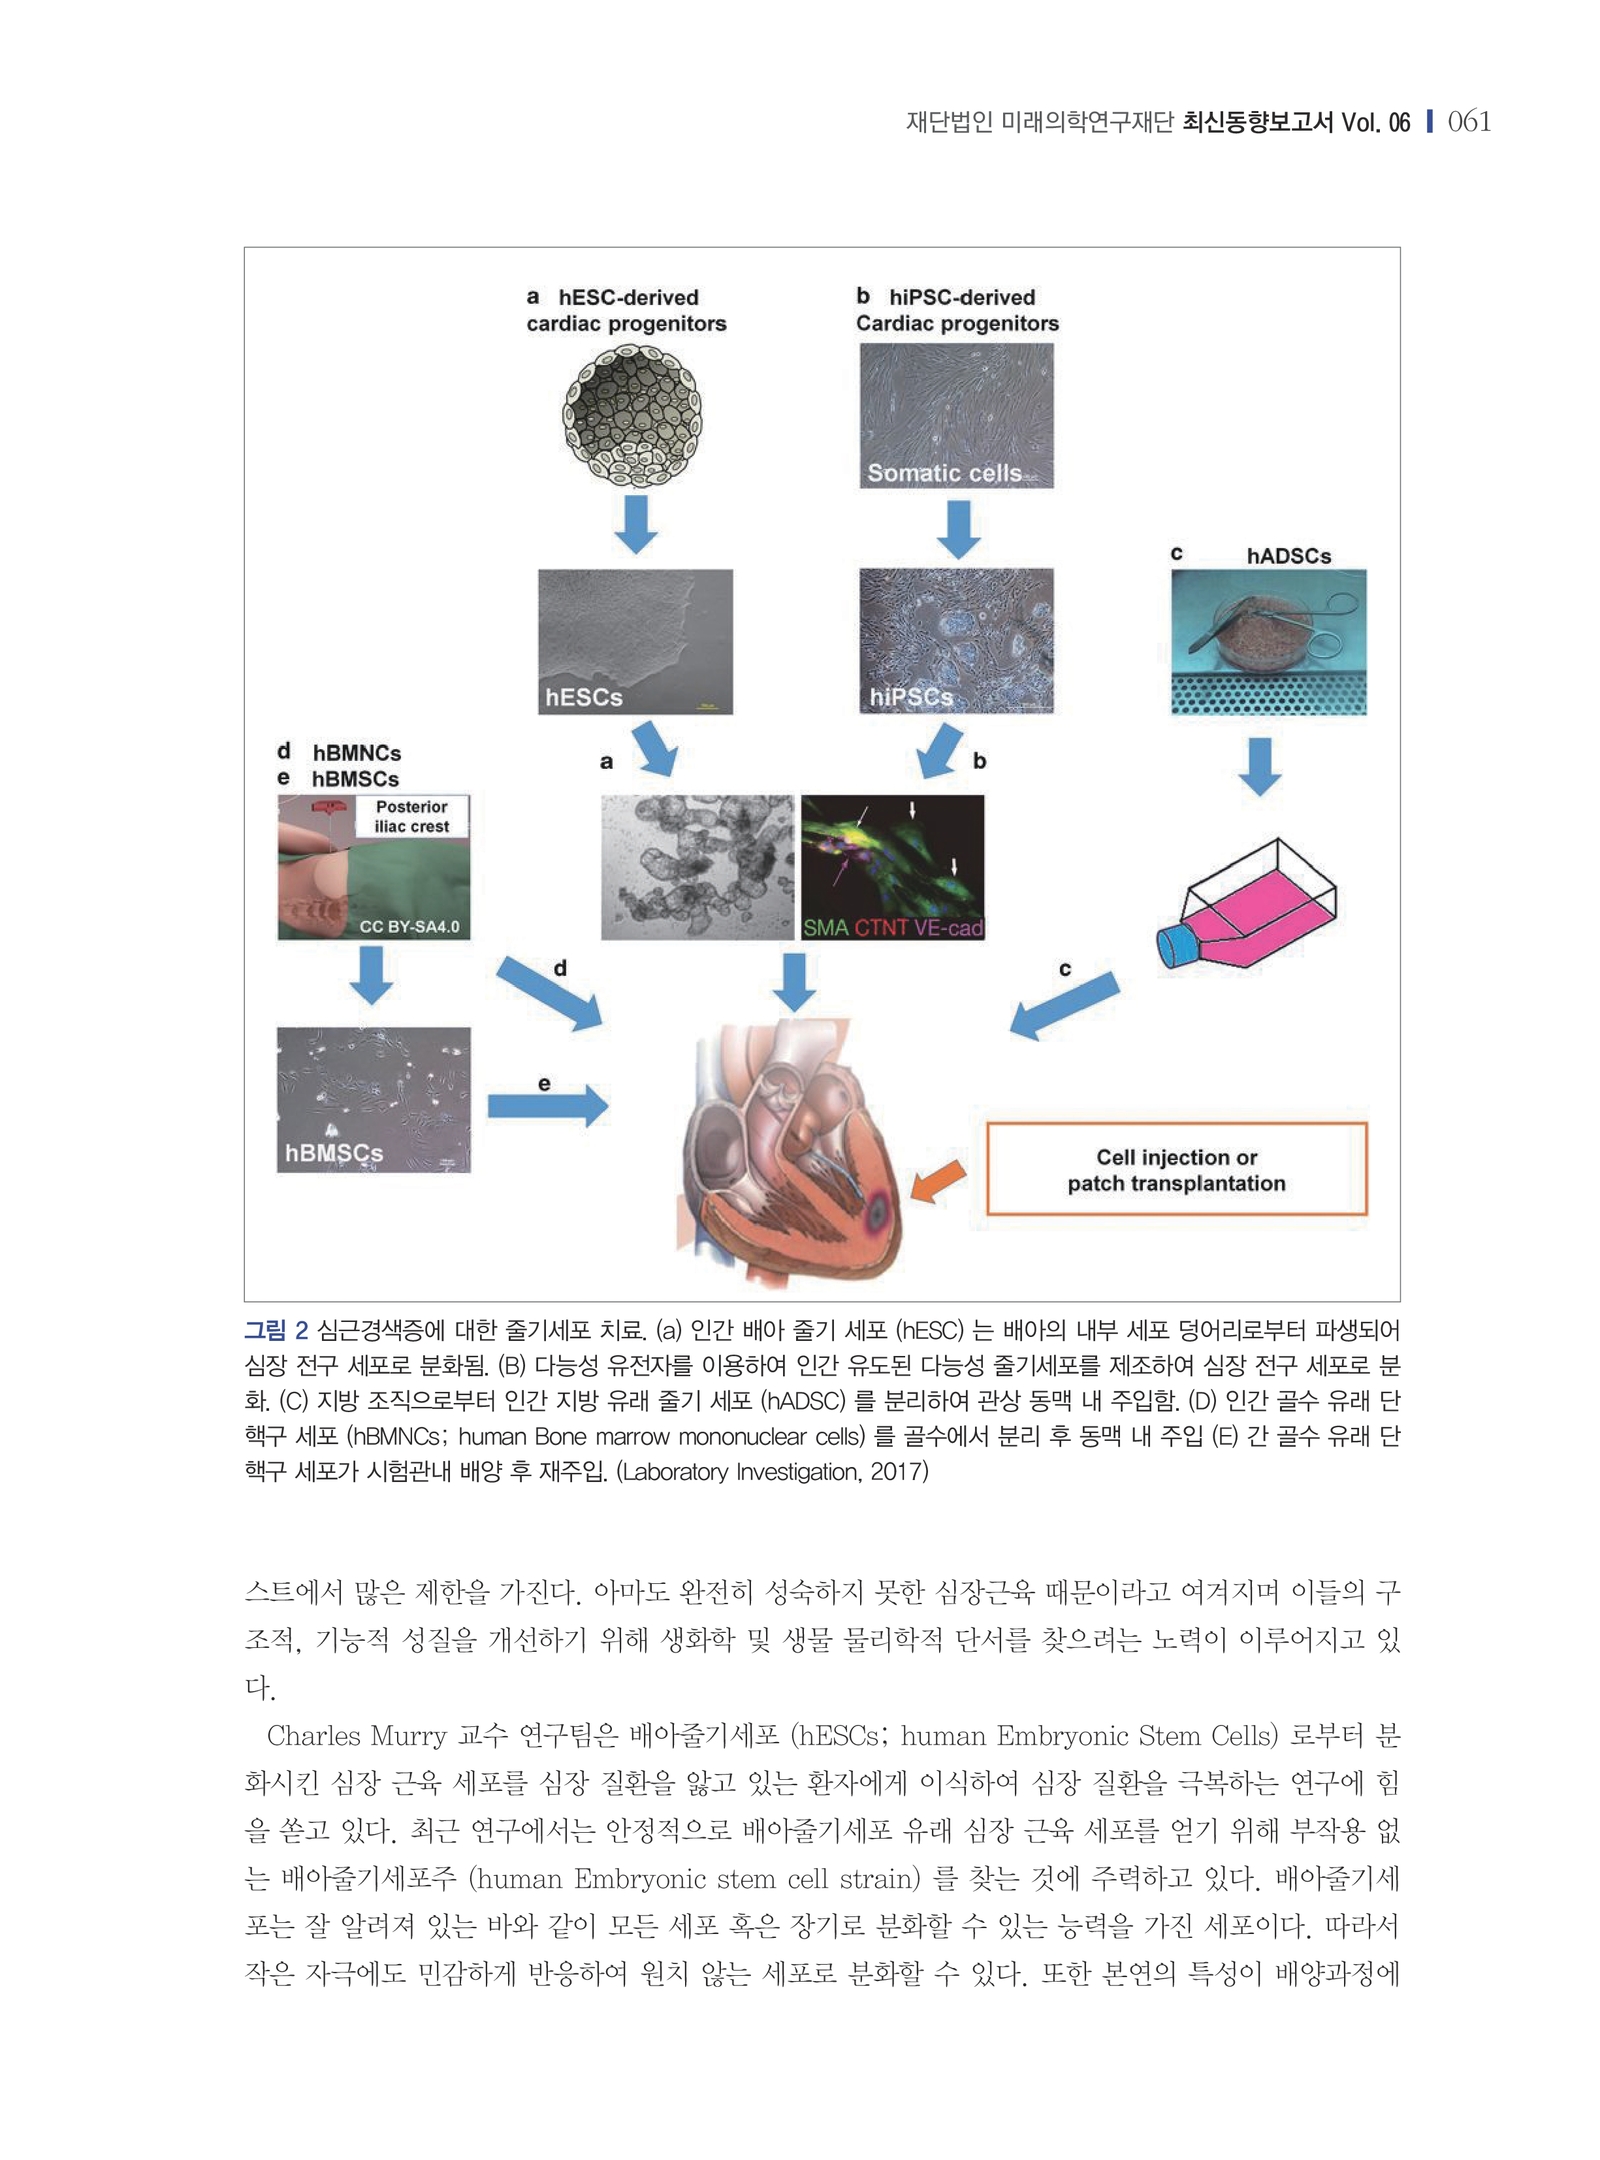 재단법인 미래의학연구재단 최신동향보고서 Vol. 06 061
a hESC-derived
cardiac progenitors
b hiPSC-derived
Cardiac progenitors
Somatic cells
c hADSCs
hESCs
hiPSCs
d hBMNCs
e hBMSCs
a
b
Posterior
iliac crest
CC BY-SA4.0
SMA CTNT VE-cad
d
c
e
hBMSCs
Cell injection or
patch transplantation
그림 2 심근경색증에 대한 줄기세포 치료. (a) 인간 배아 줄기 세포 (hESC) 는 배아의 내부 세포 덩어리로부터 파생되어
심장 전구 세포로 분화됨. (B) 다능성 유전자를 이용하여 인간 유도된 다능성 줄기세포를 제조하여 심장 전구 세포로 분
화. (C) 지방 조직으로부터 인간 지방 유래 줄기 세포 (hADSC) 를 분리하여 관상 동맥 내 주입함. (D) 인간 골수 유래 단
핵구 세포 (hBMNCs; human Bone marrow mononuclear cells) 를 골수에서 분리 후 동맥 내 주입 (E) 간 골수 유래 단
핵구 세포가 시험관내 배양 후 재주입. (Laboratory Investigation, 2017)
스트에서 많은 제한을 가진다. 아마도 완전히 성숙하지 못한 심장근육 때문이라고 여겨지며 이들의 구
조적, 기능적 성질을 개선하기 위해 생화학 및 생물 물리학적 단서를 찾으려는 노력이 이루어지고 있
다.
Charles Murry 교수 연구팀은 배아줄기세포 (hESCs; human Embryonic Stem Cells) 로부터 분
화시킨 심장 근육 세포를 심장 질환을 앓고 있는 환자에게 이식하여 심장 질환을 극복하는 연구에 힘
을 쏟고 있다. 최근 연구에서는 안정적으로 배아줄기세포 유래 심장 근육 세포를 얻기 위해 부작용 없
는 배아줄기세포주 (human Embryonic stem cell strain) 를 찾는 것에 주력하고 있다. 배아줄기세
포는 잘 알려져 있는 바와 같이 모든 세포 혹은 장기로 분화할 수 있는 능력을 가진 세포이다. 따라서
작은 자극에도 민감하게 반응하여 원치 않는 세포로 분화할 수 있다. 또한 본연의 특성이 배양과정에